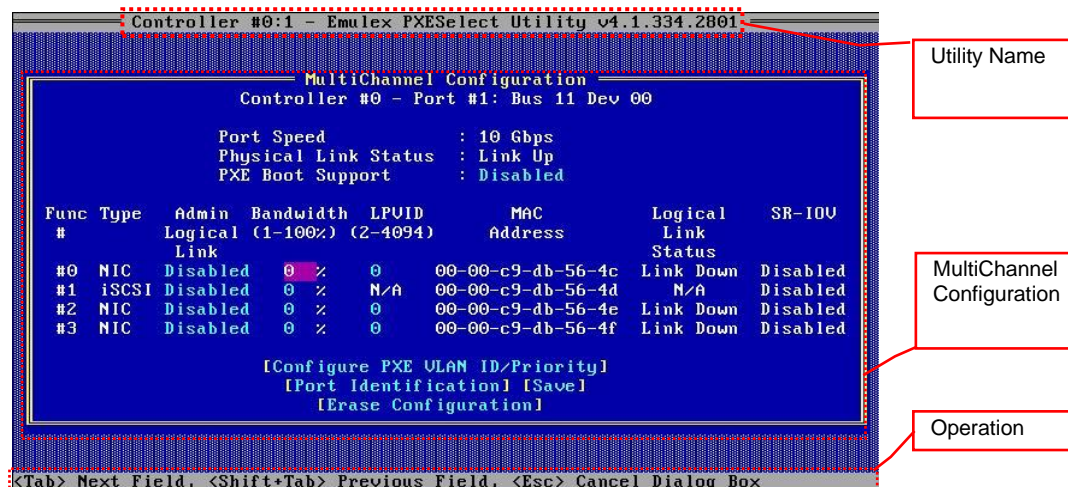 Controller #0:1 - Emulex PXESelect Utility v4.1.334.2801
Utility Name
MultiChannel Configuration
Controller #0 - Port #1: Bus 11 Dev 00
Port Speed : 10 Gbps
Physical Link Status : Link Up
PXE Boot Support : Disabled
Func Type Admin Bandwidth LPVID MAC Logical SR-IOV
# Logical (1-100%) (2-4094) Address Link
Link Status
#0 NIC Disabled 0 % 0 00-00-c9-db-56-4c Link Down Disabled
#1 iSCSI Disabled 0 % N/A 00-00-c9-db-56-4d N/A Disabled
#2 NIC Disabled 0 % 0 00-00-c9-db-56-4e Link Down Disabled
#3 NIC Disabled 0 % 0 00-00-c9-db-56-4f Link Down Disabled
MultiChannel
Configuration
[Configure PXE VLAN ID/Priority]
[Port Identification] [Save]
[Erase Configuration]
Operation
<Tab> Next Field, <Shift+Tab> Previous Field, <Esc> Cancel Dialog Box